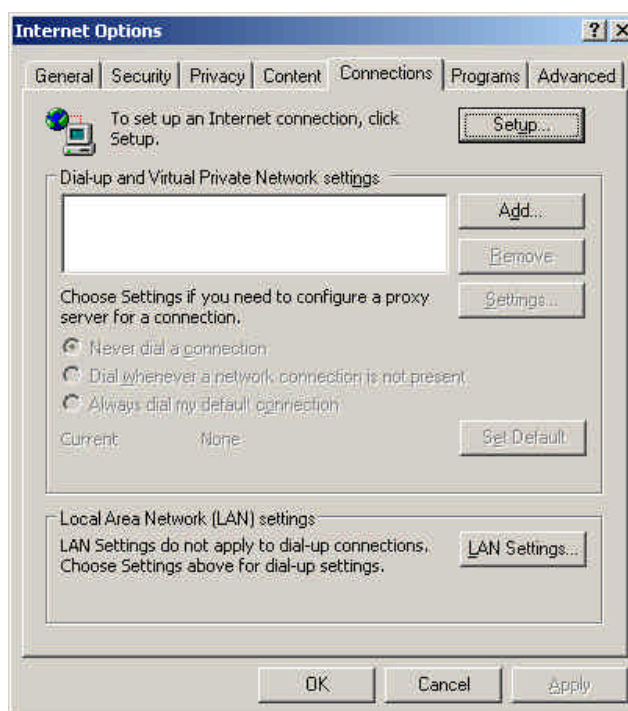 Internet Options
General Security Privacy Content Connections Programs Advanced
To set up an Internet connection, click
Setup.
Setup...
Dial-up and Virtual Private Network settings
Add...
Remove
Choose Settings if you need to configure a proxy
server for a connection.
Settings...
Never dial a connection
Dial whenever a network connection is not present
Always dial my default connection
Current None
Set Default
Local Area Network (LAN) settings
LAN Settings do not apply to dial-up connections.
Choose Settings above for dial-up settings.
LAN Settings...
OK Cancel Apply